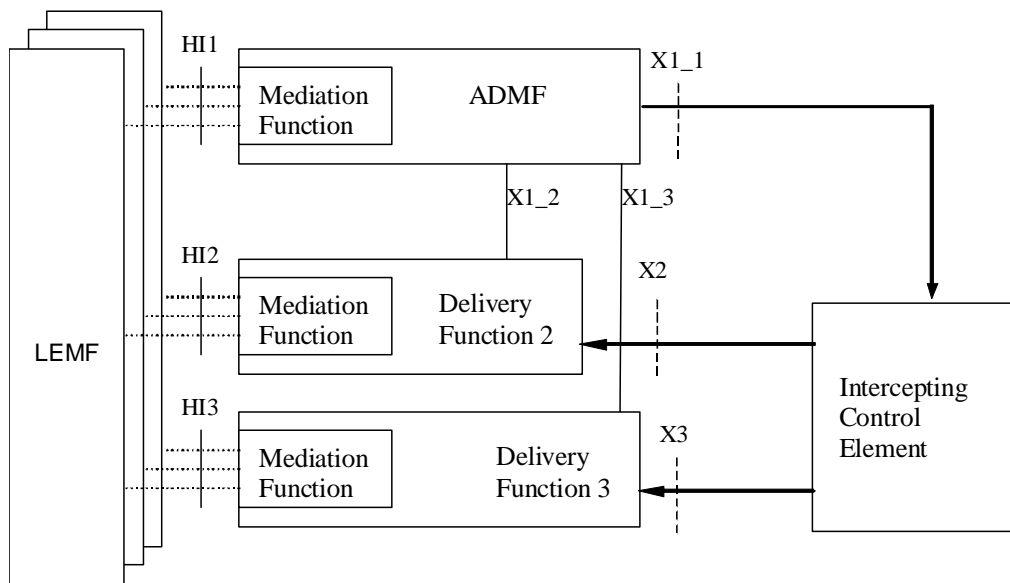 HI1
X1_1
Mediation
Function
ADMF
X1_2
X1_3
HI2
X2
Mediation
Function
Delivery
Function 2
LEMF
Intercepting
Control
Element
HI3
X3
Mediation
Function
Delivery
Function 3